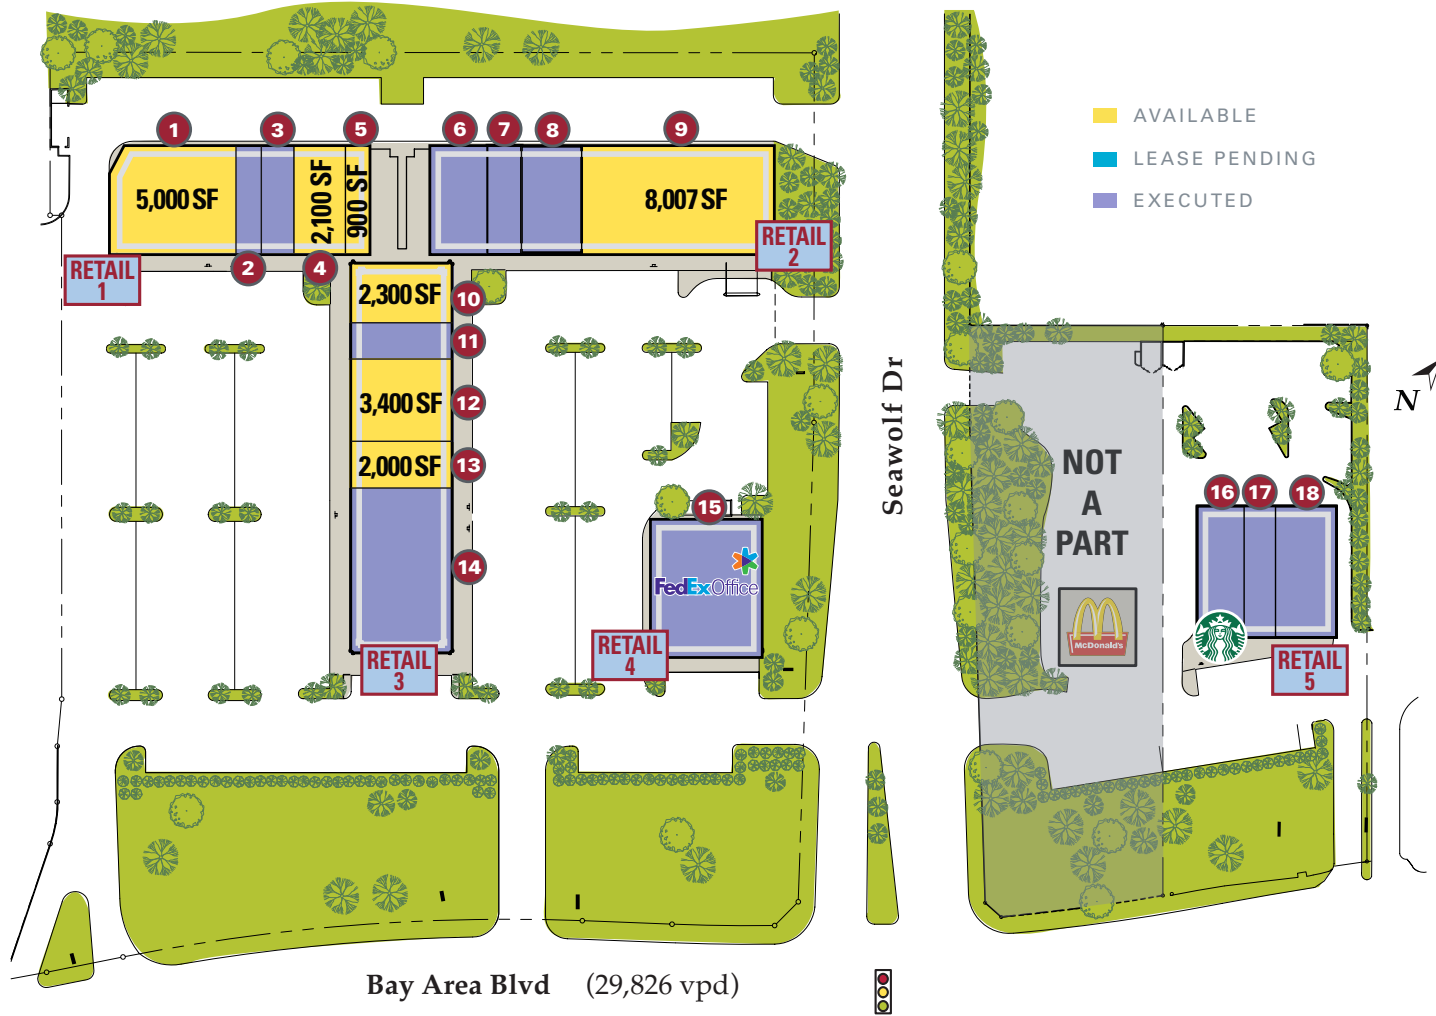 1
3
5
6
7
8
9
5,000 SF
2,100 SF
900 SF
8,007 SF
RETAIL
1
2
4
RETAIL
2
AVAILABLE
LEASE PENDING
EXECUTED
2,300 SF
10
11
3,400 SF
12
2,000 SF
13
14
RETAIL
3
15
FedEx Office
RETAIL
4
Seawolf Dr
NOT
A
PART
McDonald's
16
17
18
RETAIL
5
N
Bay Area Blvd (29,826 vpd)